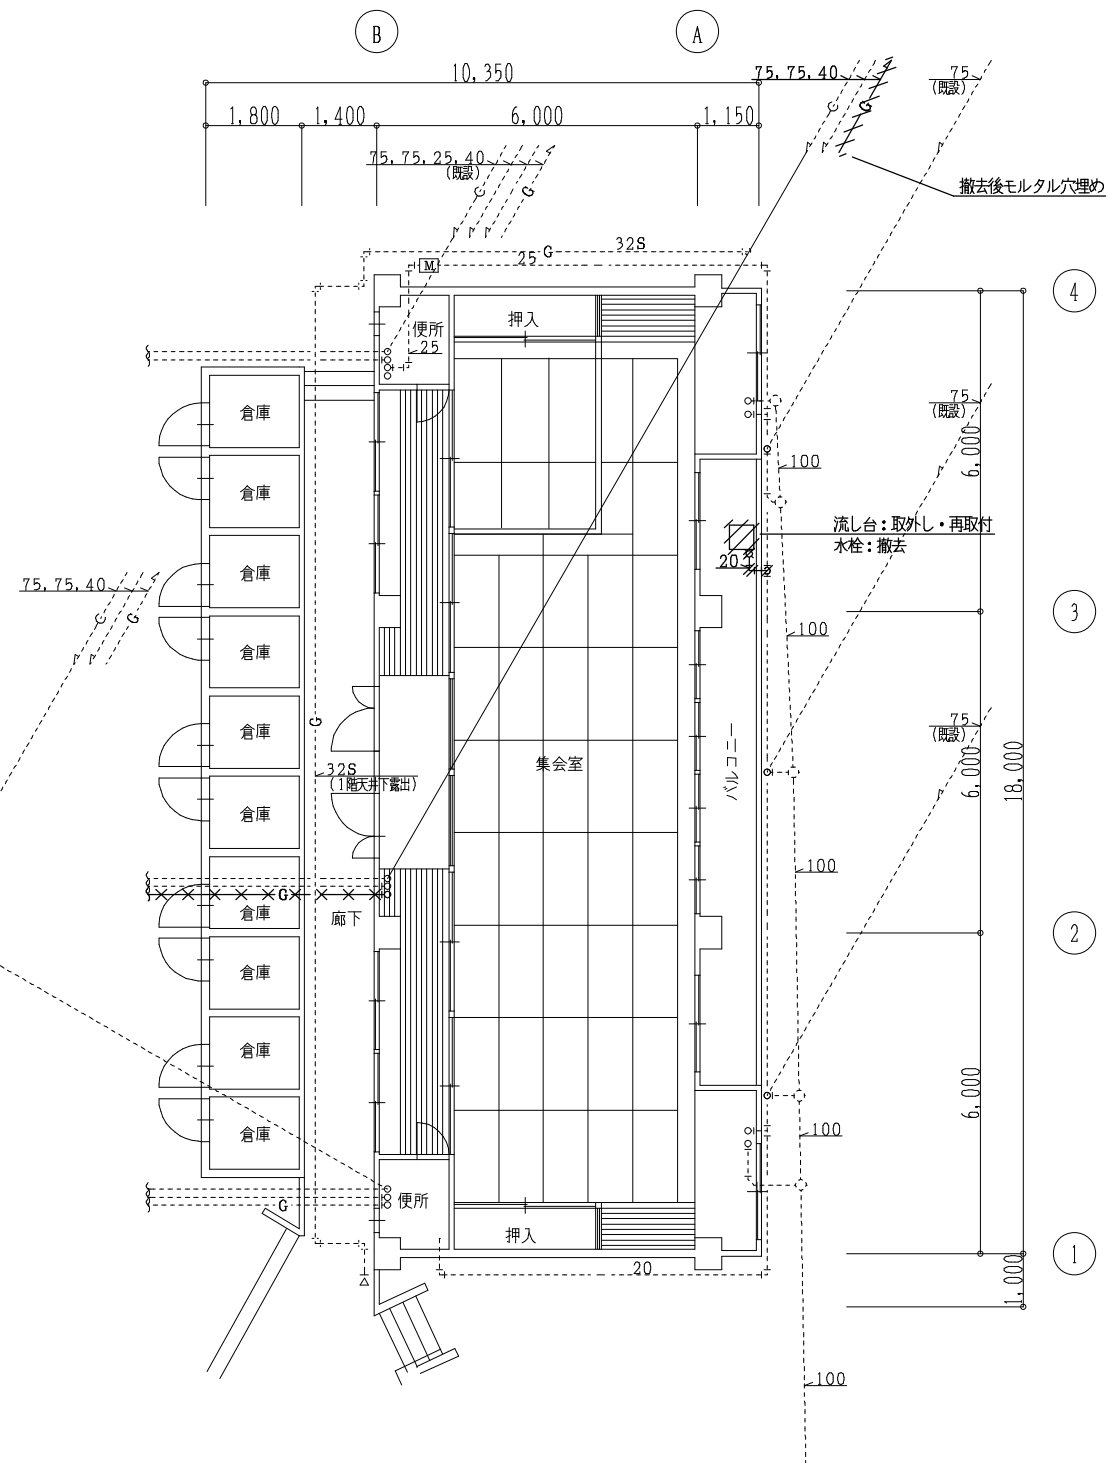 B
A
10,350
75,75,40
75
(既設)
1,800
1,400
6,000
1,150
C
G
75,75,25,40
(既設)
C
G
撤去後モルタル穴埋め
32S
G
25
M
4
押入
便所
25
倉庫
75
(既設)
6,000
100
倉庫
流し台:取外し・再取付
水栓:撤去
20
倉庫
75,75,40
C
G
3
100
倉庫
G
75
(既設)
倉庫
バルコニー
集会室
32S
(1階天井下露出)
6,000
18,000
倉庫
100
G
倉庫
廊下
2
倉庫
倉庫
6,000
倉庫
100
G
便所
押入
20
1
1,000
100